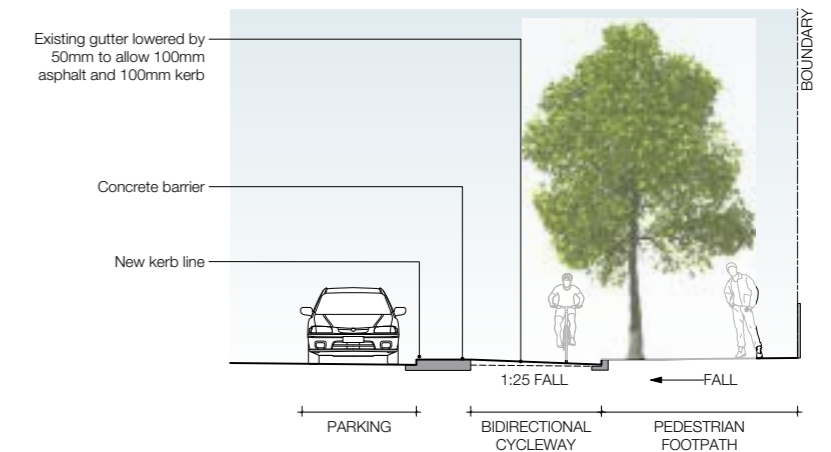 Existing gutter lowered by
50mm to allow 100mm
asphalt and 100mm kerb
BOUNDARY
Concrete barrier
New kerb line
1:25 FALL
FALL
PARKING
BIDIRECTIONAL
CYCLEWAY
PEDESTRIAN
FOOTPATH